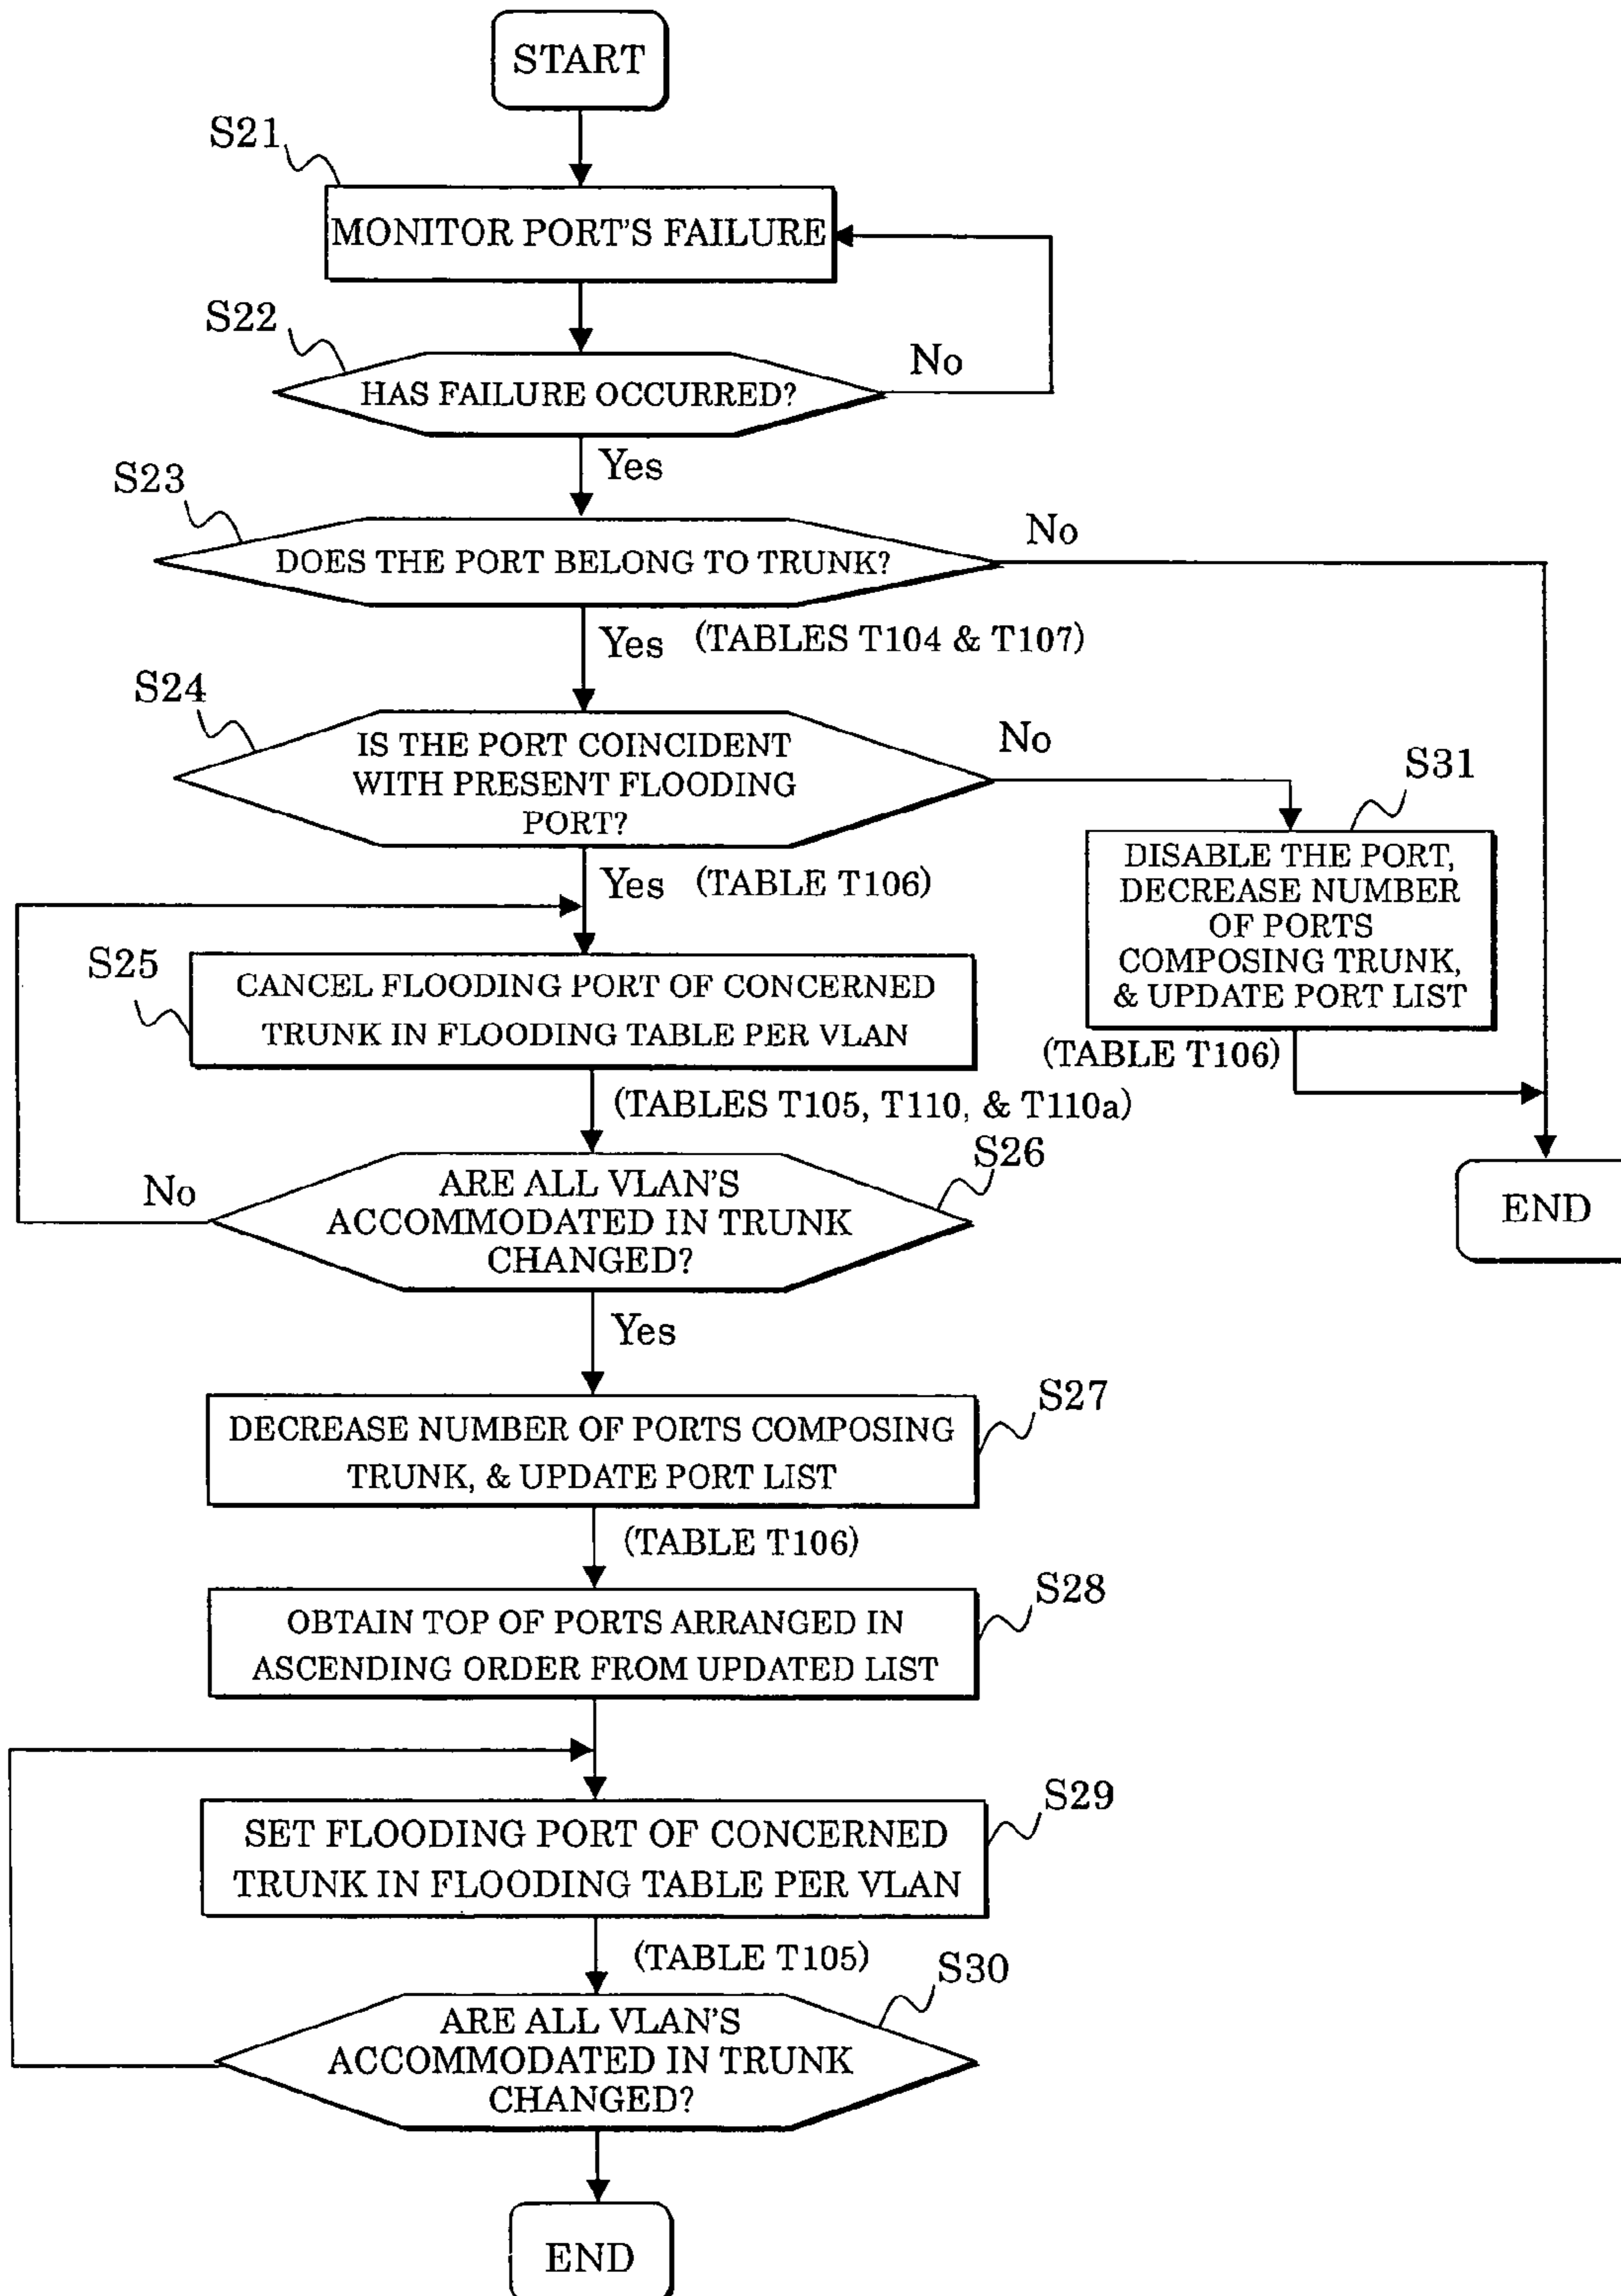 START
S21
MONITOR PORT'S FAILURE
S22
No
HAS FAILURE OCCURRED?
Yes
S23
No
DOES THE PORT BELONG TO TRUNK?
Yes (TABLES T104 & T107)
S24
No
IS THE PORT COINCIDENT
WITH PRESENT FLOODING
PORT?
S31
DISABLE THE PORT,
DECREASE NUMBER
OF PORTS
COMPOSING TRUNK,
& UPDATE PORT LIST
(TABLE T106)
Yes (TABLE T106)
S25
CANCEL FLOODING PORT OF CONCERNED
TRUNK IN FLOODING TABLE PER VLAN
(TABLES T105, T110, & T110a)
S26
No
ARE ALL VLAN'S
ACCOMMODATED IN TRUNK
CHANGED?
END
Yes
S27
DECREASE NUMBER OF PORTS COMPOSING
TRUNK, & UPDATE PORT LIST
(TABLE T106)
S28
OBTAIN TOP OF PORTS ARRANGED IN
ASCENDING ORDER FROM UPDATED LIST
S29
SET FLOODING PORT OF CONCERNED
TRUNK IN FLOODING TABLE PER VLAN
(TABLE T105)
S30
ARE ALL VLAN'S
ACCOMMODATED IN TRUNK
CHANGED?
END